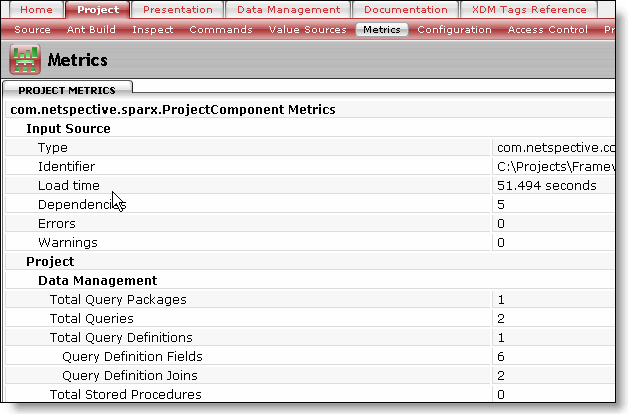 Home Project Presentation Data Management Documentation XDM Tags Reference
Source Ant Build Inspect Commands Value Sources Metrics Configuration Access Control Pr
Metrics
PROJECT METRICS
com.netspective.sparx.ProjectComponent Metrics
Input Source
Type com.netspective.co
Identifier C:\Projects\Framew
Load time 51.494 seconds
Dependencies 5
Errors 0
Warnings 0
Project
Data Management
Total Query Packages 1
Total Queries 2
Total Query Definitions 1
Query Definition Fields 6
Query Definition Joins 2
Total Stored Procedures 0